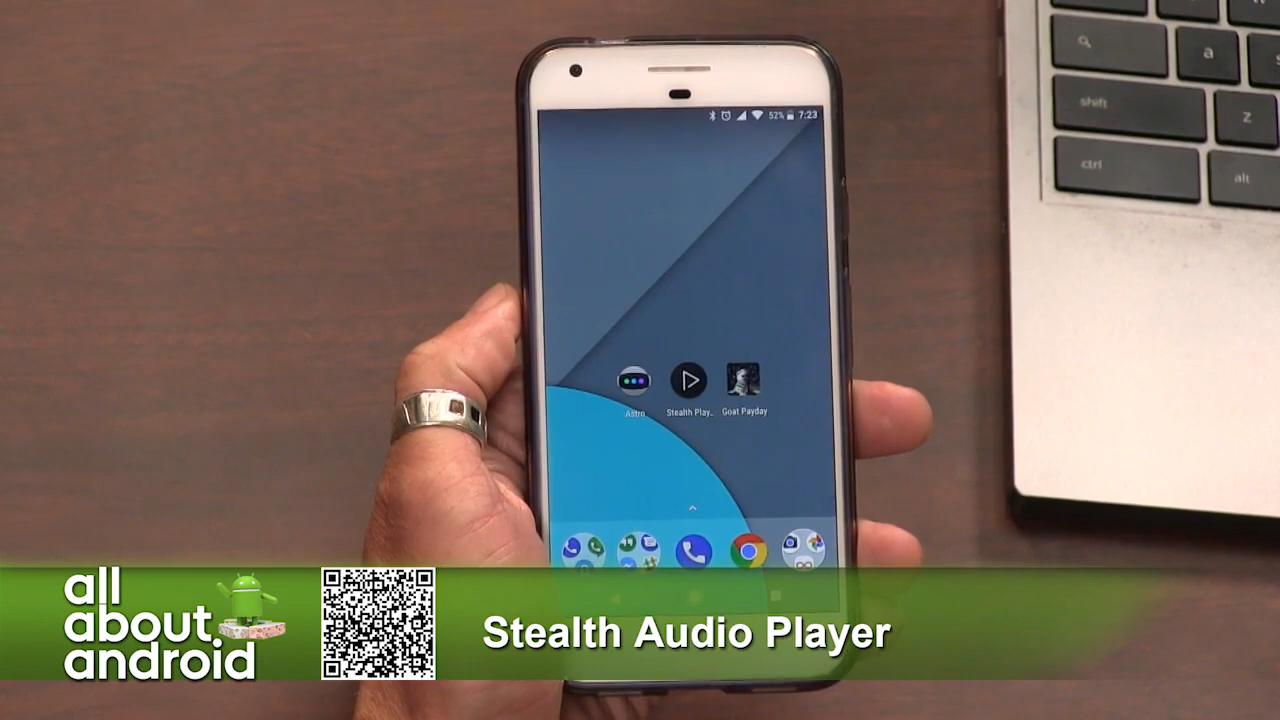 52% 7:23
Astro
Stealth Play..
Goat Payday
a
shift
Z
ctrl
alt
all
about
android
Stealth Audio Player